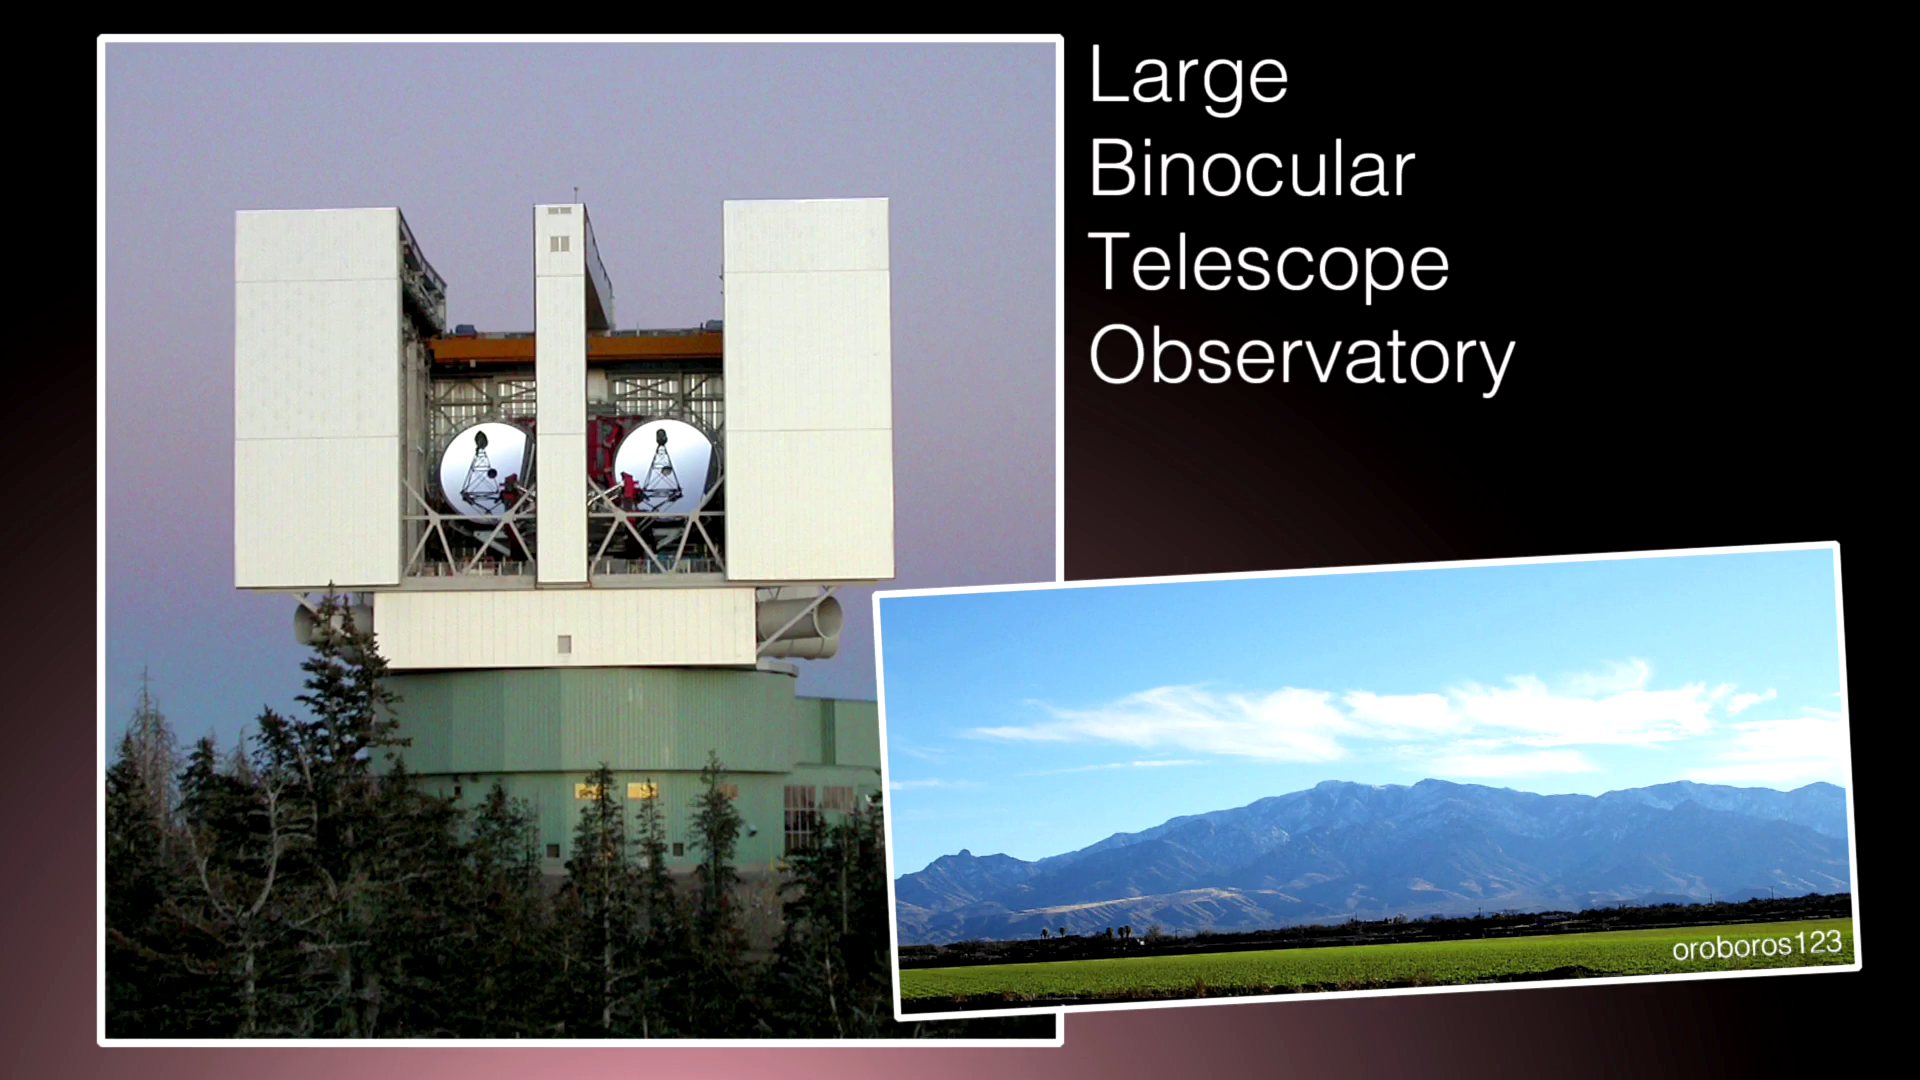 Large
Binocular
Telescope
Observatory
oroboros123